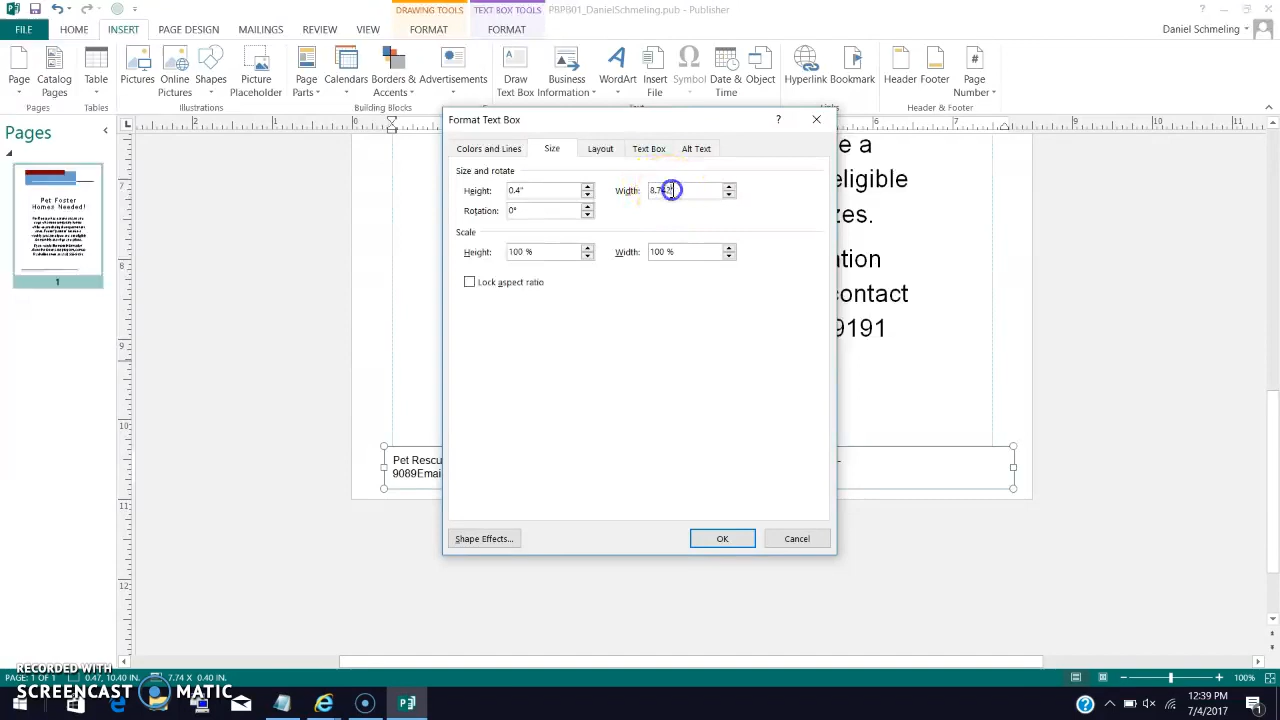 DRAWING TOOLS TEXT BOX TOOLS PBPB01_DanielSchmeling.pub - Publisher
FILE HOME INSERT PAGE DESIGN MAILINGS REVIEW VIEW FORMAT FORMAT Daniel Schmeling
Page Catalog Pages Table Pictures Online Pictures Shapes Picture Placeholder Page Parts Calendars Borders & Accents Advertisements Draw Text Box Business Information WordArt Insert File Symbol Date & Time Object Hyperlink Bookmark Header Footer Page Number
Pages Tables Illustrations Building Blocks Text Links Header & Footer
Pages
Pet Foster
Homes Needed!
1
Format Text Box
Colors and Lines Size Layout Text Box Alt Text
Size and rotate
Height: 0.4" Width:
Rotation: 0°
Scale
Height: 100 % Width: 100 %
Lock aspect ratio
Shape Effects... OK Cancel
e a
eligible
zes.
ation
contact
9191
Pet Rescu
9089Emai
PAGE: 1 OF 1 0.47, 10.40 IN. 7.74 X 0.40 IN. 100%
RECORDED WITH
SCREENCAST MATIC
12:39 PM
7/4/2017